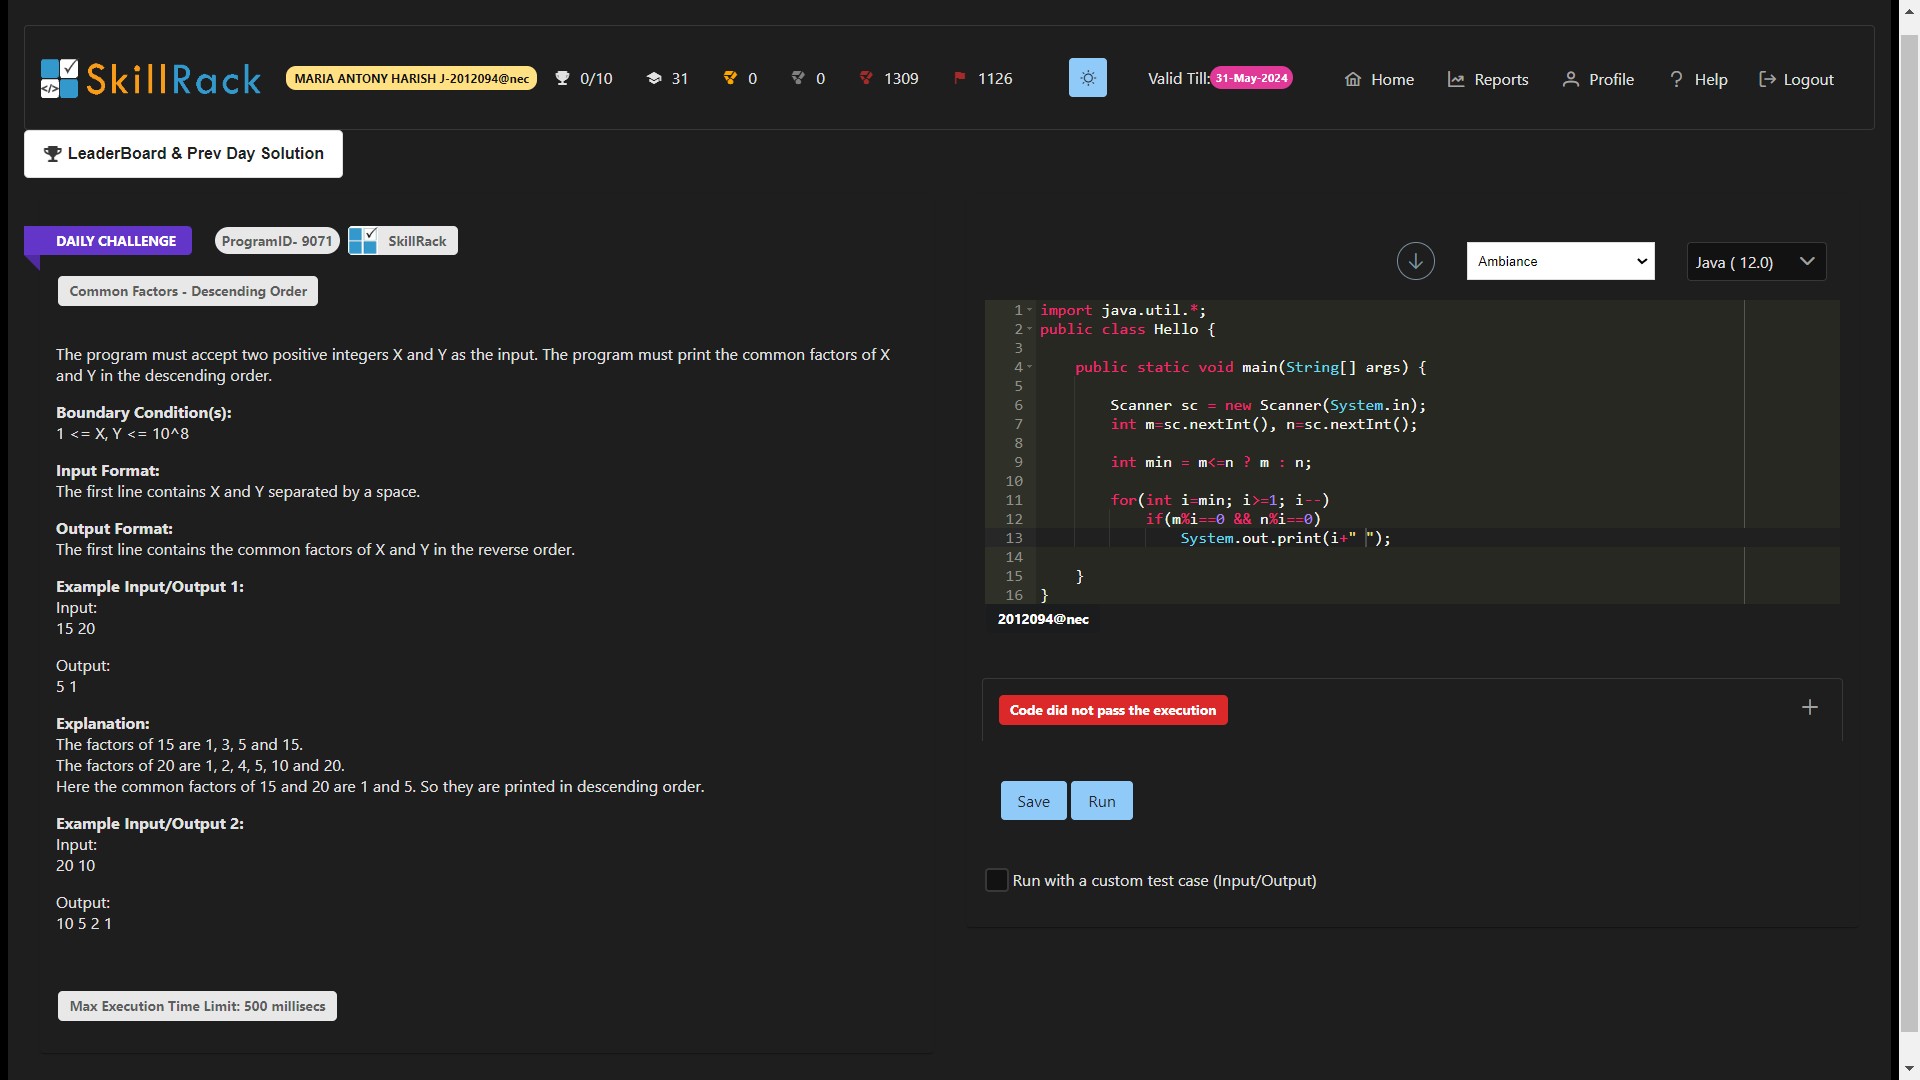 SkillRack
MARIA ANTONY HARISH J-2012094@nec
0/10
31
0
0
1309
1126
Valid Till: 31-May-2024
Home
Reports
Profile
Help
Logout
LeaderBoard & Prev Day Solution
DAILY CHALLENGE
ProgramID- 9071
SkillRack
Common Factors - Descending Order
The program must accept two positive integers X and Y as the input. The program must print the common factors of X
and Y in the descending order.
Boundary Condition(s):
1 <= X, Y <= 10^8
Input Format:
The first line contains X and Y separated by a space.
Output Format:
The first line contains the common factors of X and Y in the reverse order.
Example Input/Output 1:
Input:
15 20
Output:
5 1
Explanation:
The factors of 15 are 1, 3, 5 and 15.
The factors of 20 are 1, 2, 4, 5, 10 and 20.
Here the common factors of 15 and 20 are 1 and 5. So they are printed in descending order.
Example Input/Output 2:
Input:
20 10
Output:
10 5 2 1
Max Execution Time Limit: 500 millisecs
Ambiance
Java ( 12.0)
1 import java.util.*;
2 public class Hello {
3
4     public static void main(String[] args) {
5
6         Scanner sc = new Scanner(System.in);
7         int m=sc.nextInt(), n=sc.nextInt();
8
9         int min = m<=n ? m : n;
10
11         for(int i=min; i>=1; i--)
12             if(m%i==0 && n%i==0)
13                 System.out.print(i+" ");
14
15     }
16 }
2012094@nec
Code did not pass the execution
Save
Run
Run with a custom test case (Input/Output)